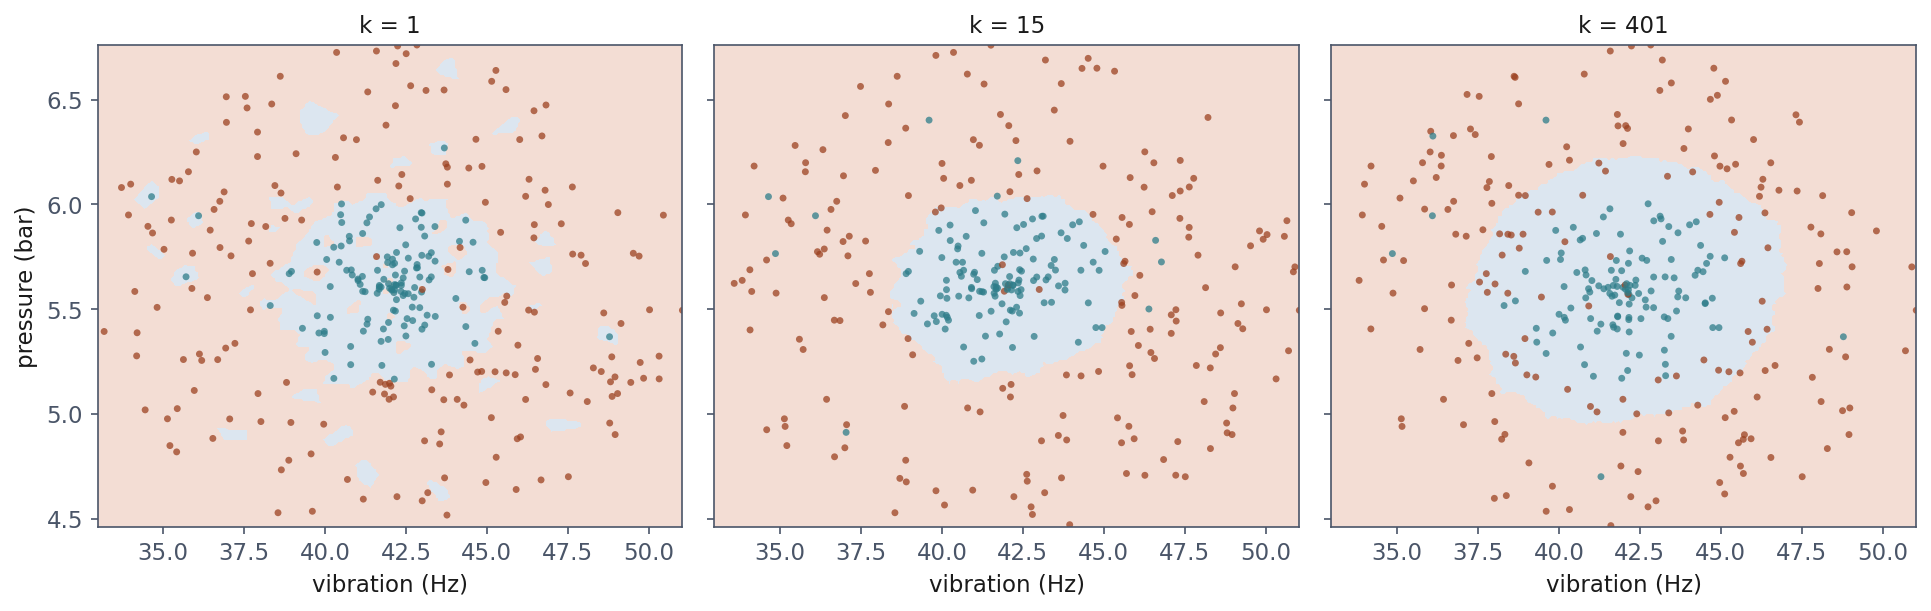 k = 1
k = 15
k = 401
pressure (bar)
6.5
6.0
5.5
5.0
4.5
35.0 37.5 40.0 42.5 45.0 47.5 50.0
35.0 37.5 40.0 42.5 45.0 47.5 50.0
35.0 37.5 40.0 42.5 45.0 47.5 50.0
vibration (Hz)
vibration (Hz)
vibration (Hz)